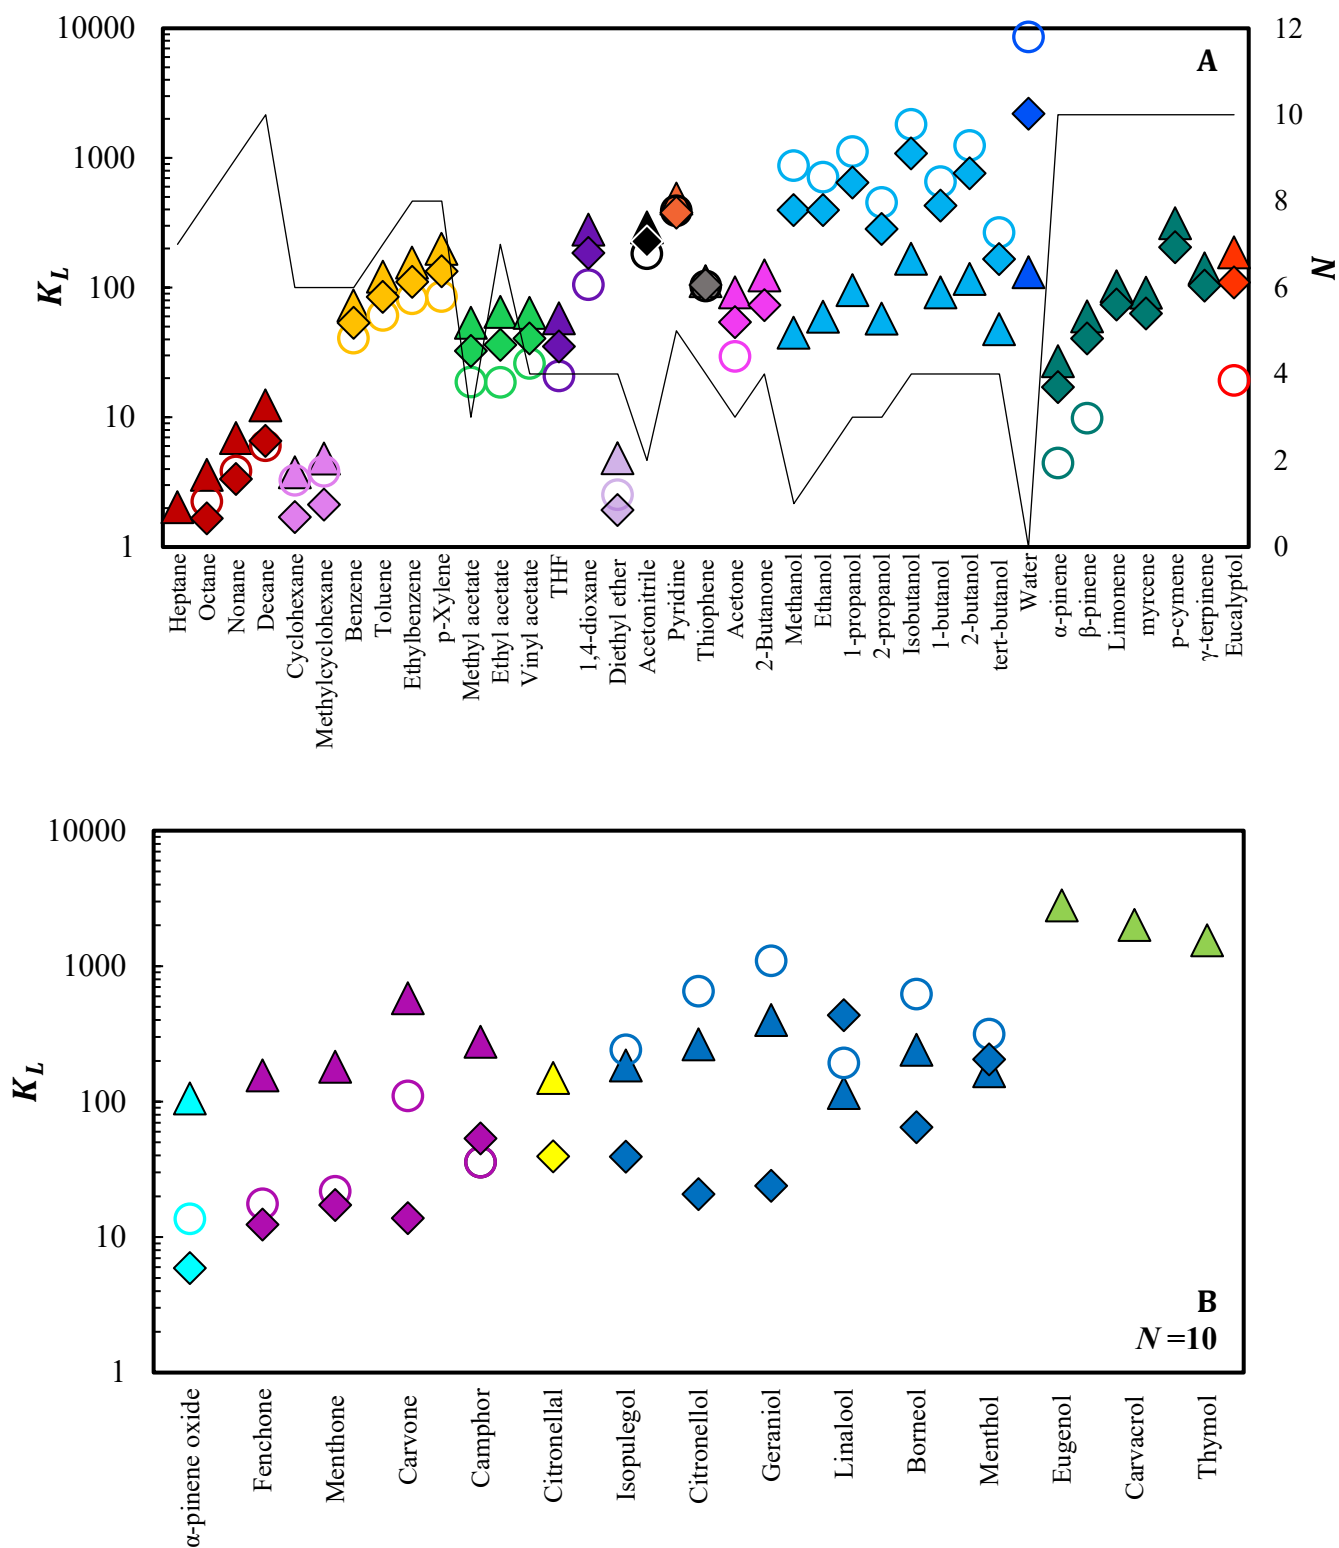 10000
1000
100
10
1
K_L
12
10
8
6
4
2
0
N
A
Heptane
Octane
Nonane
Decane
Cyclohexane
Methylcyclohexane
Benzene
Toluene
Ethylbenzene
p-Xylene
Methyl acetate
Ethyl acetate
Vinyl acetate
THF
1,4-dioxane
Diethyl ether
Acetonitrile
Pyridine
Thiophene
Acetone
2-Butanone
Methanol
Ethanol
1-propanol
2-propanol
Isobutanol
1-butanol
2-butanol
tert-butanol
Water
α-pinene
β-pinene
Limonene
myrcene
p-cymene
γ-terpinene
Eucalyptol
10000
1000
100
10
1
K_L
B
N =10
α-pinene oxide
Fenchone
Menthone
Carvone
Camphor
Citronellal
Isopulegol
Citronellol
Geraniol
Linalool
Borneol
Menthol
Eugenol
Carvacrol
Thymol